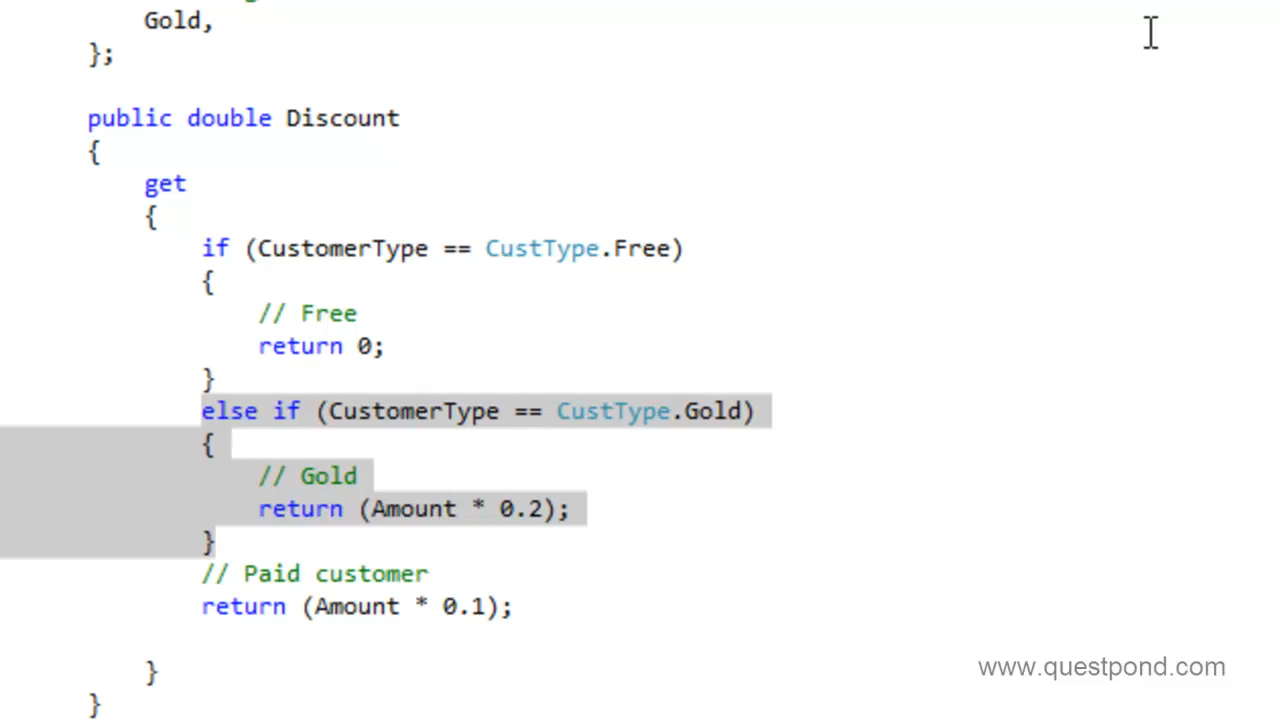 Gold,
};
public double Discount
{
get
{
if (CustomerType == CustType.Free)
{
// Free
return 0;
}
else if (CustomerType == CustType.Gold)
{
// Gold
return (Amount * 0.2);
}
// Paid customer
return (Amount * 0.1);
}
}
www.questpond.com